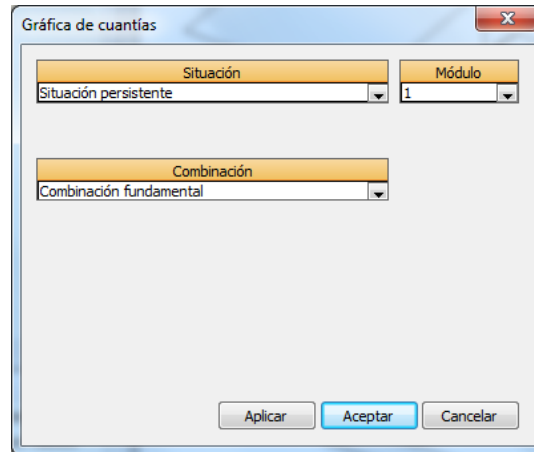 Gráfica de cuantías
Situación
Módulo
Situación persistente
1
Combinación
Combinación fundamental
Aplicar
Aceptar
Cancelar